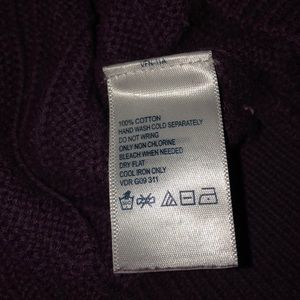 100% COTTON
HAND WASH COLD SEPARATELY
DO NOT WRING
ONLY NON CHLORINE
BLEACH WHEN NEEDED
DRY FLAT
COOL IRON ONLY
VDR G09 311